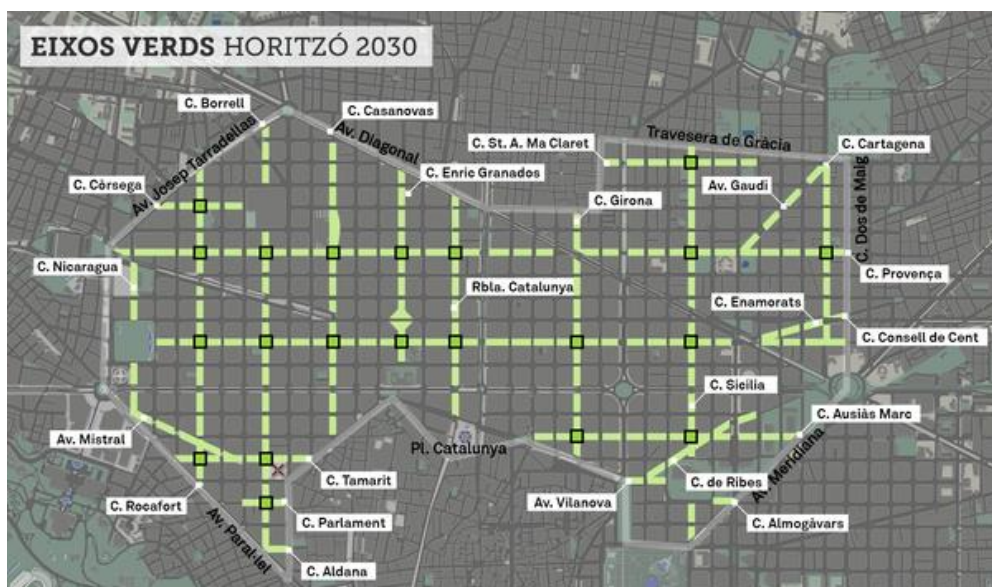 EIXOS VERDS HORITZÓ 2030
C. Borrell
C. Casanovas
Av. Josep Tarradellas
Av. Diagonal
C. St. A. Ma Claret
Travesera de Gràcia
C. Cartagena
C. Enric Granados
C. Còrsega
Av. Gaudí
C. Girona
C. Dos de Maig
C. Nicaragua
C. Provença
Rbla. Catalunya
C. Enamorats
C. Consell de Cent
C. Sicília
Av. Mistral
C. Ausiàs Marc
Pl. Catalunya
Av. Meridiana
C. Tamarit
C. de Ribes
C. Rocafort
Av. Vilanova
C. Parlament
C. Almogàvars
Av. Paral·lel
C. Aldana